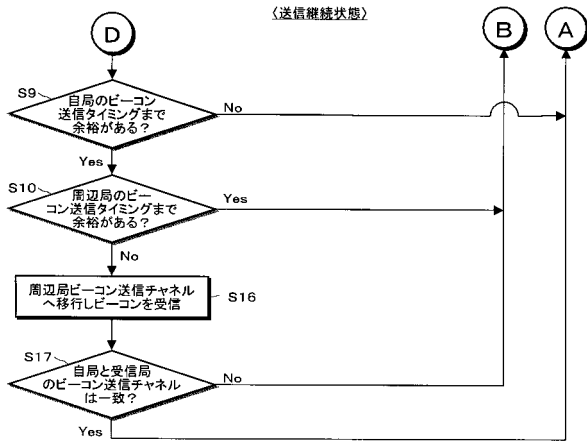 〈送信継続状態〉
D
B
A
S9
自局のビーコン
送信タイミングまで
余裕がある?
No
Yes
S10
周辺局のビー
コン送信タイミングまで
余裕がある?
Yes
No
周辺局ビーコン送信チャネル
へ移行しビーコンを受信
S16
S17
自局と受信局
のビーコン送信チャネル
は一致?
No
Yes